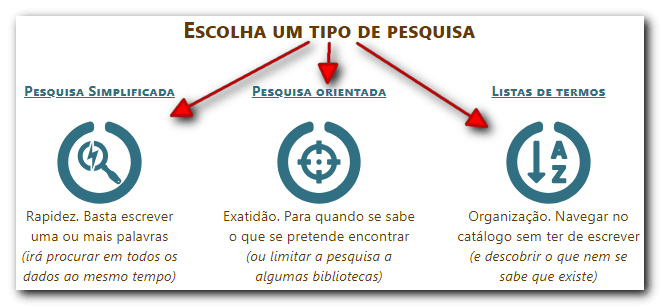 Escolha um tipo de pesquisa
Pesquisa Simplificada
Rapidez. Basta escrever
uma ou mais palavras
(irá procurar em todos os
dados ao mesmo tempo)
Pesquisa orientada
Exatidão. Para quando se sabe
o que se pretende encontrar
(ou limitar a pesquisa a
algumas bibliotecas)
Listas de termos
A
Z
Organização. Navegar no
catálogo sem ter de escrever
(e descobrir o que nem se
sabe que existe)